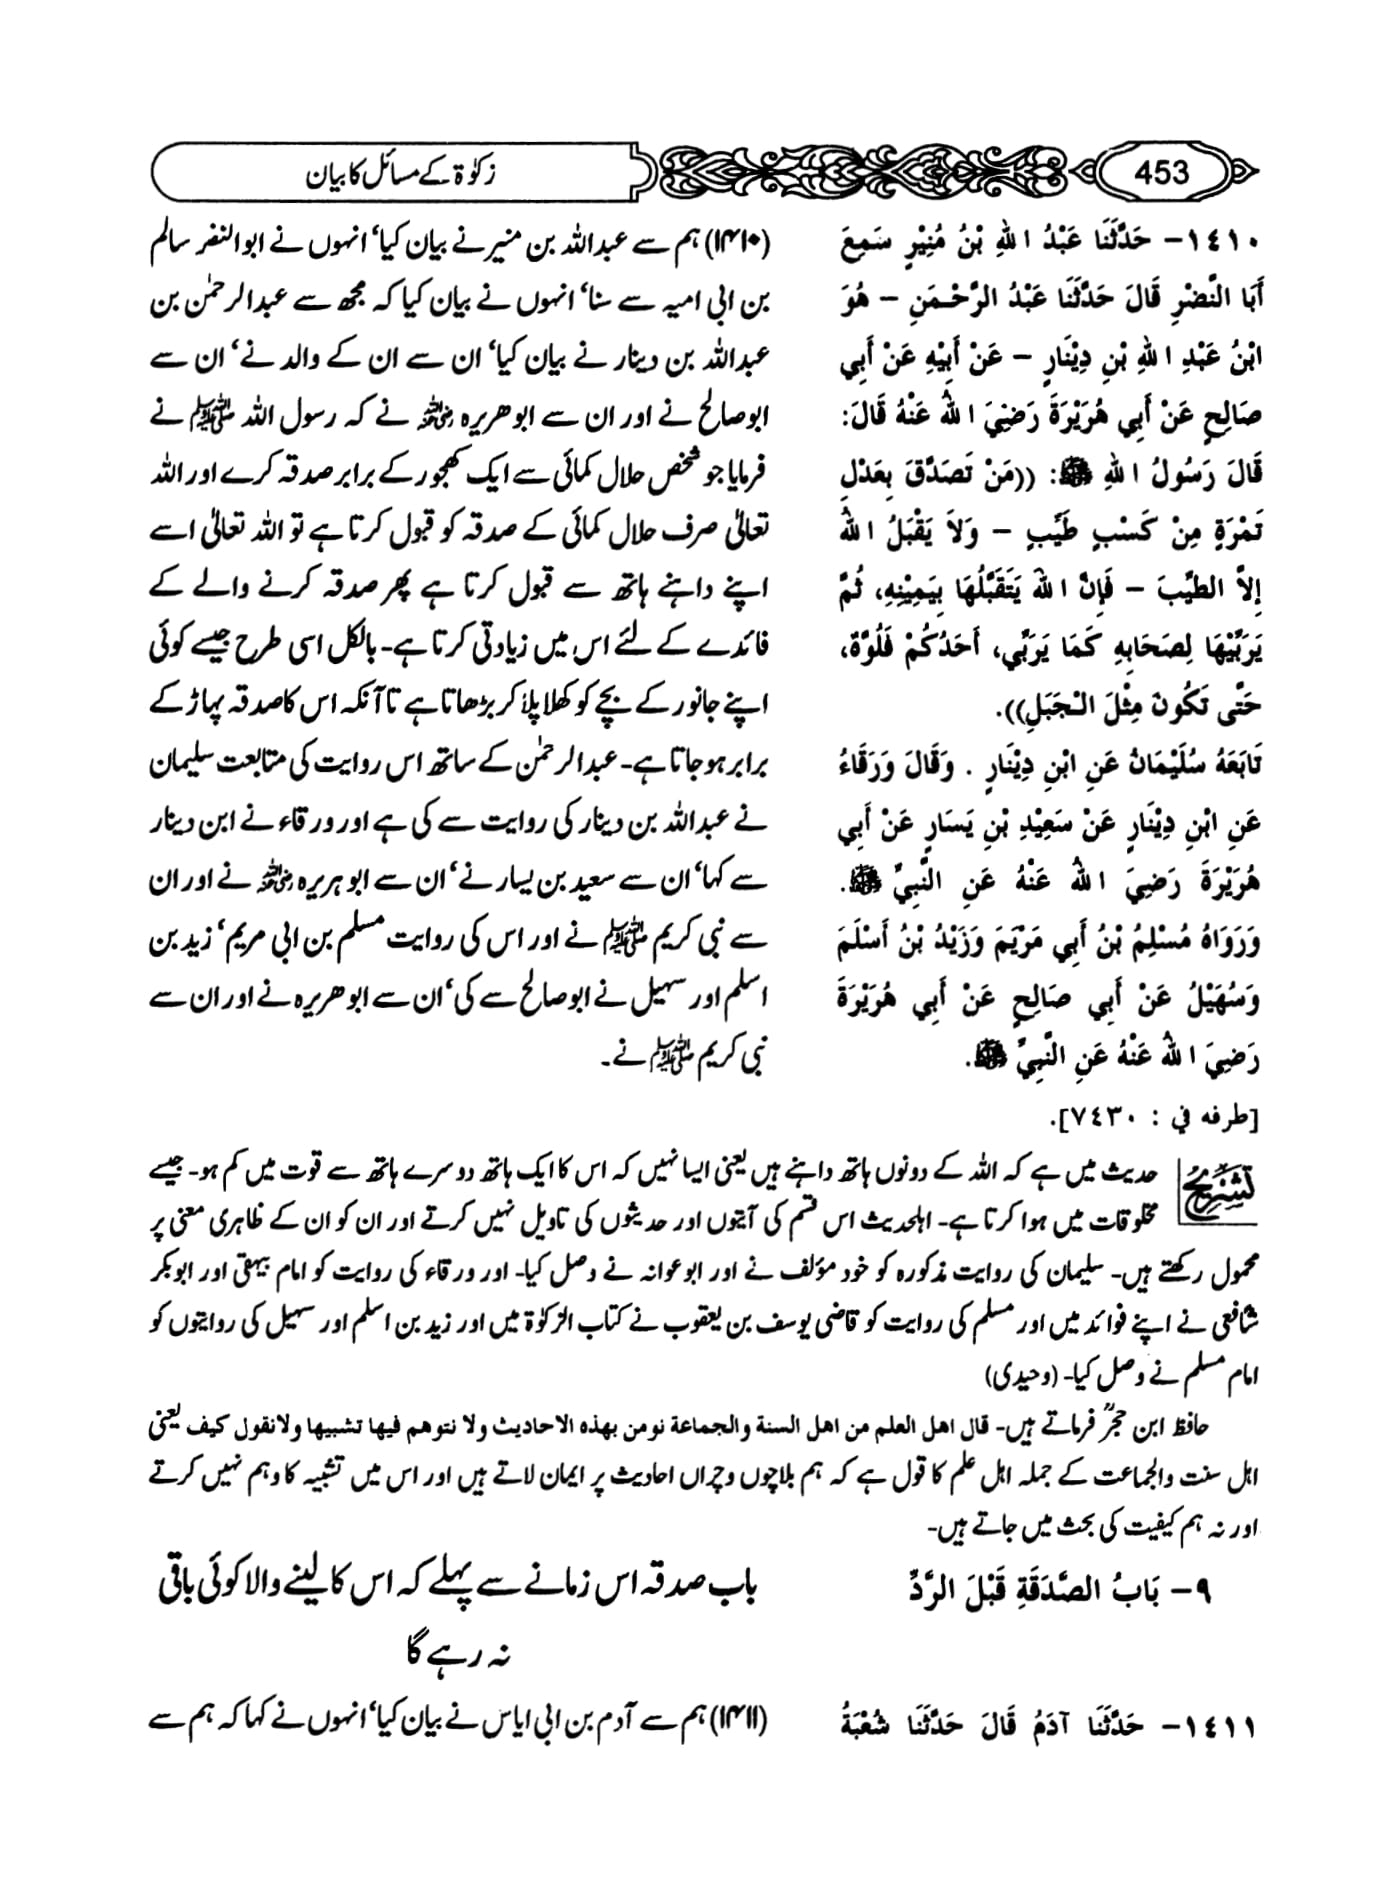 453
زکوٰۃ کے مسائل کا بیان
١٤١٠- حَدَّثَنَا عَبْدُ اللهِ بْنُ مُنِيْرٍ سَمِعَ
أَبَا النَّضْرِ قَالَ حَدَّثَنَا عَبْدُ الرَّحْمَنِ – هُوَ
ابْنُ عَبْدِ اللهِ بْنِ دِيْنَارٍ – عَنْ أَبِيْهِ عَنْ أَبِي
صَالِحٍ عَنْ أَبِي هُرَيْرَةَ رَضِيَ اللهُ عَنْهُ قَالَ:
قَالَ رَسُولُ اللهِ ﷺ: ((مَنْ تَصَدَّقَ بِعَدْلِ
تَمْرَةٍ مِنْ كَسْبٍ طَيِّبٍ – وَلاَ يَقْبَلُ اللهُ
إِلاَّ الطَّيِّبَ – فَإِنَّ اللهَ يَتَقَبَّلُهَا بِيَمِيْنِهِ، ثُمَّ
يَرَبِّيْهَا لِصَحَابِهِ كَمَا يَرَبِّي، أَحَدُكُمْ فَلُوَّهُ،
حَتَّى تَكُونَ مِثْلَ الْجَبَلِ)).
تَابَعَهُ سُلَيْمَانُ عَنِ ابْنِ دِيْنَارٍ . وَقَالَ وَرَقَاءُ
عَنِ ابْنِ دِيْنَارٍ عَنْ سَعِيْدِ بْنِ يَسَارٍ عَنْ أَبِي
هُرَيْرَةَ رَضِيَ اللهُ عَنْهُ عَنِ النَّبِيِّ ﷺ.
وَرَوَاهُ مُسْلِمُ بْنُ أَبِي مَرْيَمَ وَزَيْدُ بْنُ أَسْلَمَ
وَسُهَيْلُ عَنْ أَبِي صَالِحٍ عَنْ أَبِي هُرَيْرَةَ
رَضِيَ اللهُ عَنْهُ عَنِ النَّبِيِّ ﷺ.
[طرفه في : ٧٤٣٠].
(۱۴۱۰) ہم سے عبداللہ بن منیر نے بیان کیا‘ انہوں نے ابوالنضر سالم
بن ابی امیہ سے سنا‘ انہوں نے بیان کیا کہ مجھ سے عبدالرحمٰن بن
عبداللہ بن دینار نے بیان کیا‘ ان سے ان کے والد نے‘ ان سے
ابوصالح نے اور ان سے ابوھریرہ رضی اللہ عنہ نے کہ رسول اللہ ﷺ نے
فرمایا جو شخص حلال کمائی سے ایک کھجور کے برابر صدقہ کرے اور اللہ
تعالیٰ صرف حلال کمائی کے صدقہ کو قبول کرتا ہے تو اللہ تعالیٰ اسے
اپنے داہنے ہاتھ سے قبول کرتا ہے پھر صدقہ کرنے والے کے
فائدے کے لئے اس میں زیادتی کرتا ہے۔ بالکل اسی طرح جیسے کوئی
اپنے جانور کے بچے کو کھلا پلا کر بڑھاتا ہے تاآنکہ اس کا صدقہ پہاڑ کے
برابر ہو جاتا ہے۔ عبدالرحمٰن کے ساتھ اس روایت کی متابعت سلیمان
نے عبداللہ بن دینار کی روایت سے کی ہے اور ورقاء نے ابن دینار
سے کہا‘ ان سے سعید بن یسار نے‘ ان سے ابوہریرہ رضی اللہ عنہ نے اور ان
سے نبی کریم ﷺ نے اور اس کی روایت مسلم بن ابی مریم‘ زید بن
اسلم اور سہیل نے ابوصالح سے کی‘ ان سے ابوھریرہ نے اور ان سے
نبی کریم ﷺ نے۔
تشریح
حدیث میں ہے کہ اللہ کے دونوں ہاتھ داہنے ہیں یعنی ایسا نہیں کہ اس کا ایک ہاتھ دوسرے ہاتھ سے قوت میں کم ہو۔ جیسے
مخلوقات میں ہوا کرتا ہے۔ اہلحدیث اس قسم کی آیتوں اور حدیثوں کی تاویل نہیں کرتے اور ان کو ان کے ظاہری معنی پر
محمول رکھتے ہیں۔ سلیمان کی روایت مذکورہ کو خود مؤلف نے اور ابوعوانہ نے وصل کیا۔ اور ورقاء کی روایت کو امام بیہقی اور ابوبکر
شافعی نے اپنے فوائد میں اور مسلم کی روایت کو قاضی یوسف بن یعقوب نے کتاب الزکوٰۃ میں اور زید بن اسلم اور سہیل کی روایتوں کو
امام مسلم نے وصل کیا۔ (وحیدی)
حافظ ابن حجرؒ فرماتے ہیں۔ قال اهل العلم من اهل السنة والجماعة نومن بهذه الاحاديث ولا نتوهم فيها تشبيها ولا نقول كيف یعنی
اہل سنت والجماعت کے جملہ اہل علم کا قول ہے کہ ہم بلاچوں وچراں احادیث پر ایمان لاتے ہیں اور اس میں تشبیہ کا وہم نہیں کرتے
اور نہ ہم کیفیت کی بحث میں جاتے ہیں۔
٩- بَابُ الصَّدَقَةِ قَبْلَ الرَّدِّ
باب صدقہ اس زمانے سے پہلے کہ اس کا لینے والا کوئی باقی
نہ رہے گا
١٤١١- حَدَّثَنَا آدَمُ قَالَ حَدَّثَنَا شُعْبَةُ
(۱۴۱۱) ہم سے آدم بن ابی ایاس نے بیان کیا‘ انہوں نے کہا کہ ہم سے